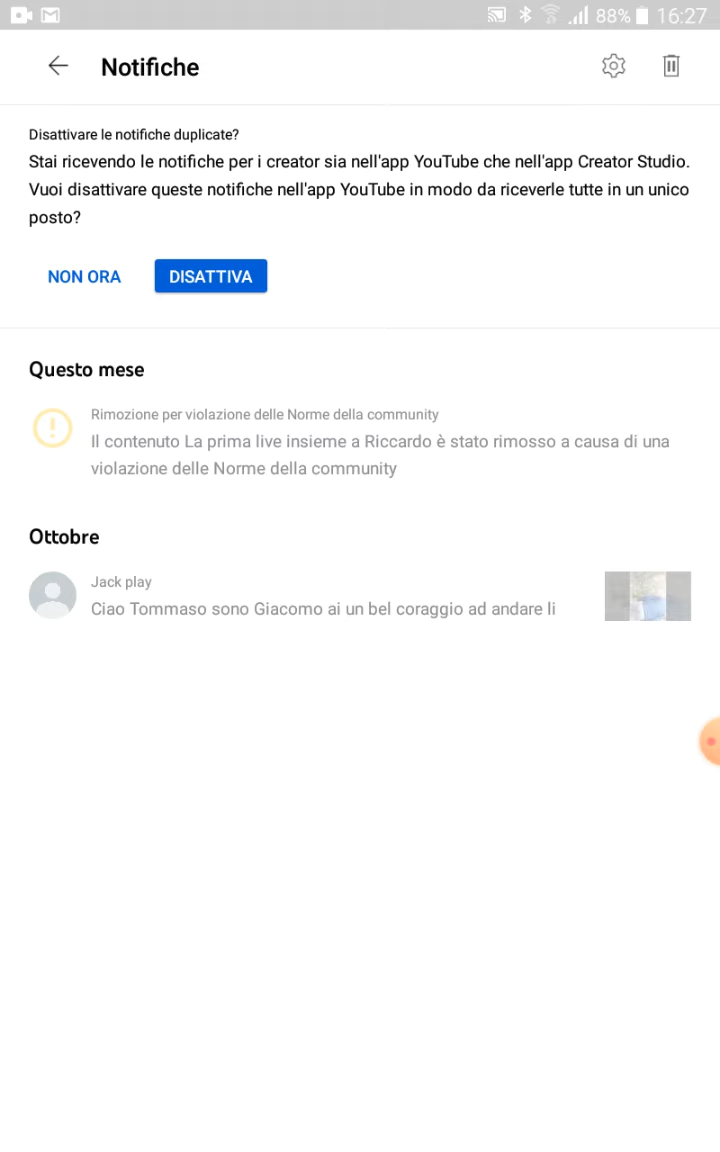 88% 16:27
Notifiche
Disattivare le notifiche duplicate?
Stai ricevendo le notifiche per i creator sia nell'app YouTube che nell'app Creator Studio.
Vuoi disattivare queste notifiche nell'app YouTube in modo da riceverle tutte in un unico
posto?
NON ORA DISATTIVA
Questo mese
Rimozione per violazione delle Norme della community
Il contenuto La prima live insieme a Riccardo è stato rimosso a causa di una
violazione delle Norme della community
Ottobre
Jack play
Ciao Tommaso sono Giacomo ai un bel coraggio ad andare li